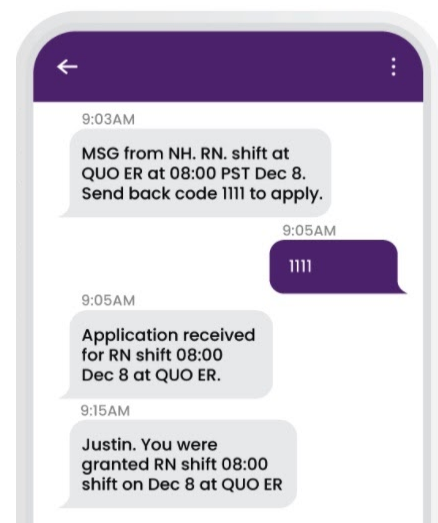 9:03AM
MSG from NH. RN. shift at
QUO ER at 08:00 PST Dec 8.
Send back code 1111 to apply.
9:05AM
1111
9:05AM
Application received
for RN shift 08:00
Dec 8 at QUO ER.
9:15AM
Justin. You were
granted RN shift 08:00
shift on Dec 8 at QUO ER